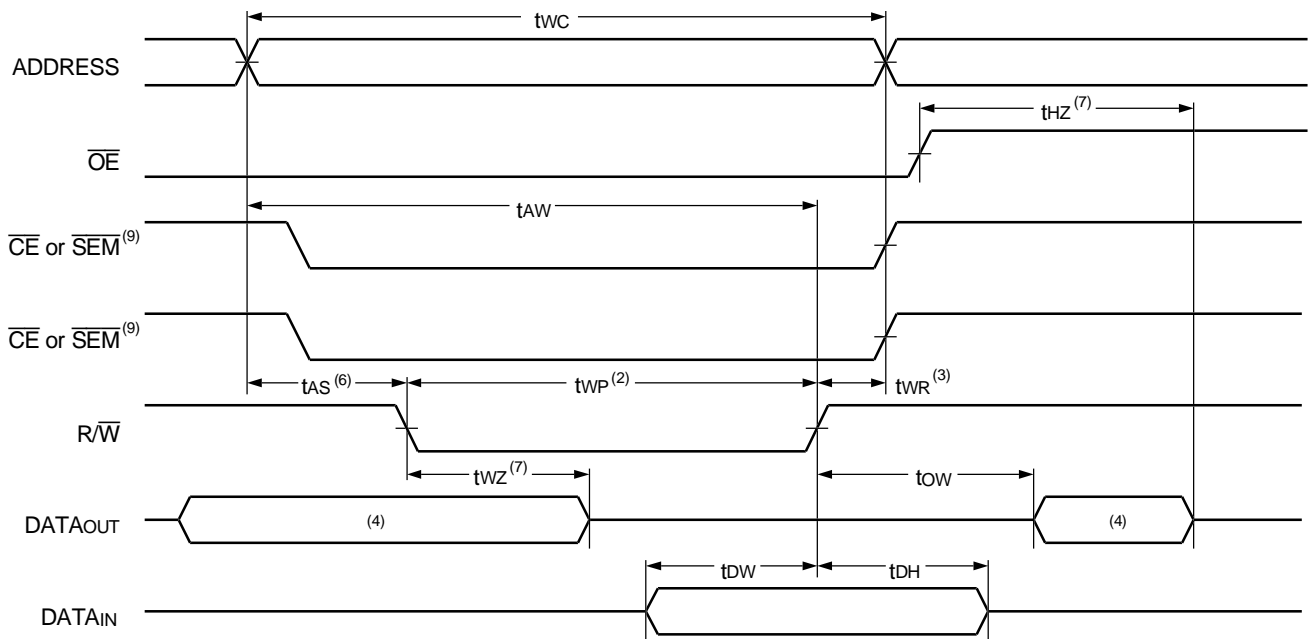 tWC
ADDRESS
tHZ(7)
OE
tAW
CE or SEM(9)
CE or SEM(9)
tAS(6) tWP(2) tWR(3)
R/W
tWZ(7) tOW
DATAOUT (4) (4)
tDW tDH
DATAIN